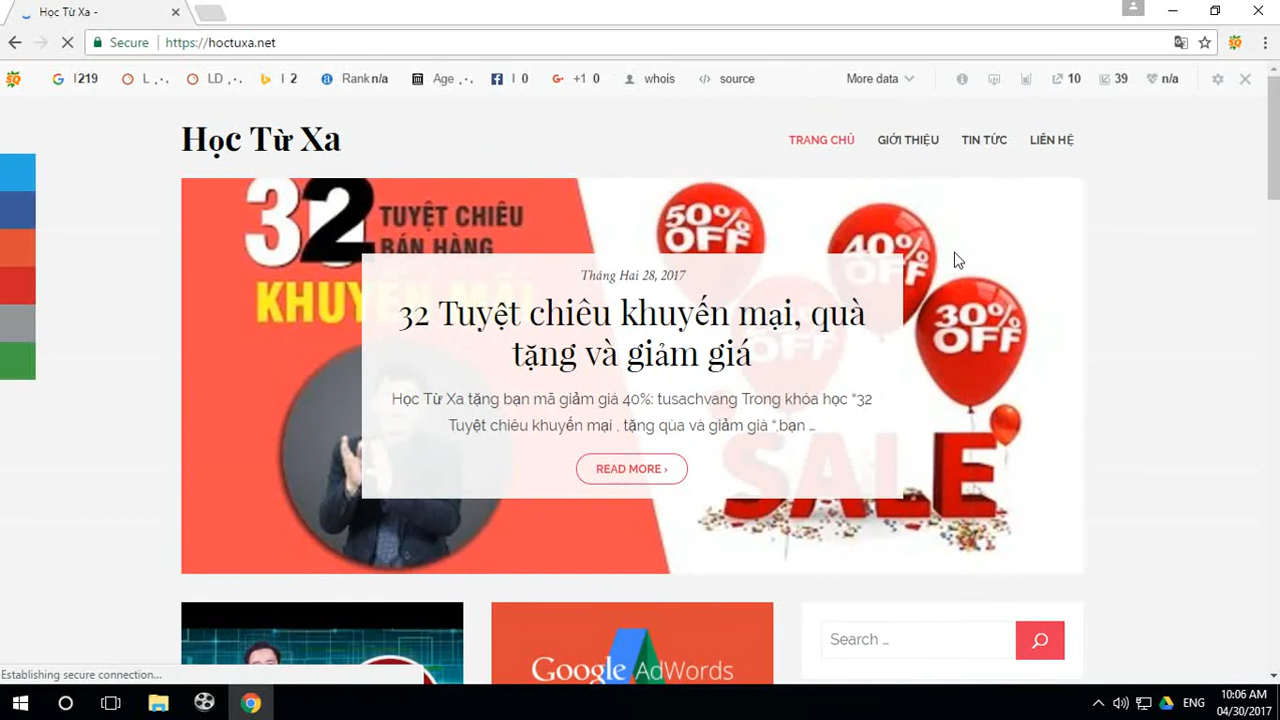 Học Từ Xa -
Secure https://hoctuxa.net
I 219 L LD I 2 Rank n/a Age I 0 +1 0 whois source More data 10 39 n/a
Học Từ Xa
TRANG CHỦ GIỚI THIỆU TIN TỨC LIÊN HỆ
32 TUYỆT CHIÊU
BÁN HÀNG
50% OFF
40% OFF
30% OFF
Tháng Hai 28, 2017
32 Tuyệt chiêu khuyến mại, quà
tặng và giảm giá
Học Từ Xa tặng bạn mã giảm giá 40%: tusachvang Trong khóa học “32
Tuyệt chiêu khuyến mại , tặng qùa và giảm giá “,bạn ...
READ MORE ›
SALE
Search ...
Google AdWords
Establishing secure connection...
ENG
10:06 AM
04/30/2017